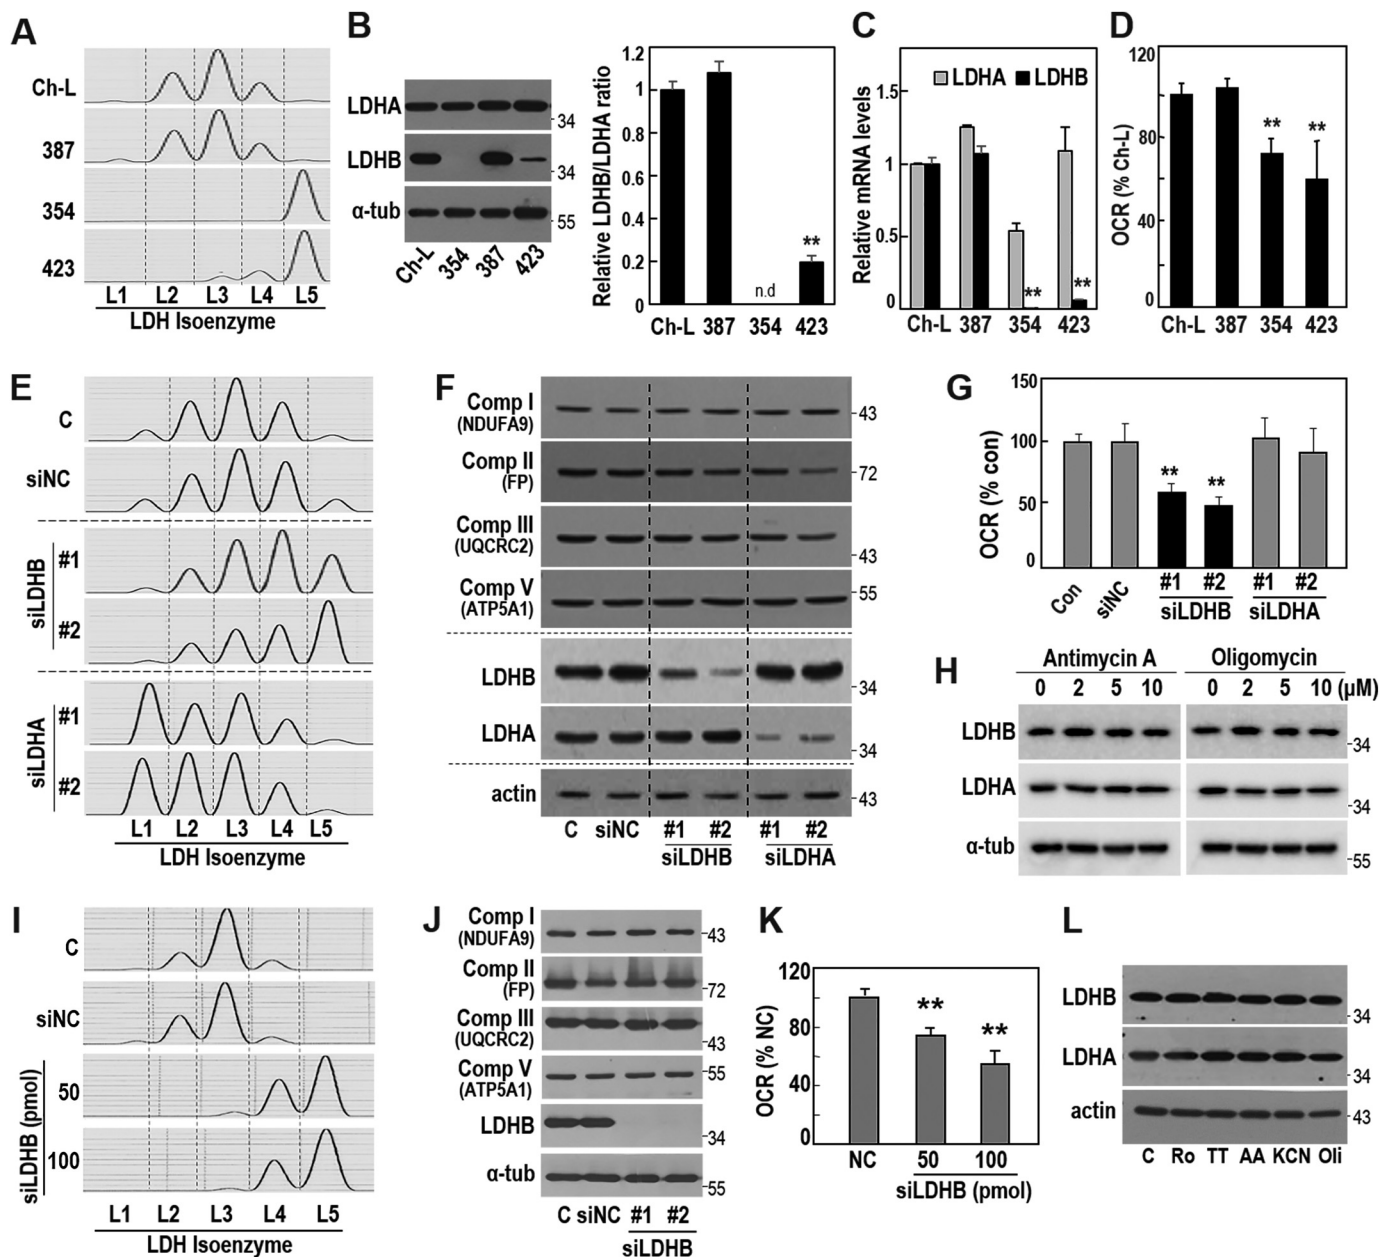 A
Ch-L
387
354
423
L1 L2 L3 L4 L5
LDH Isoenzyme
B
LDHA
34
LDHB
34
α-tub
55
Ch-L 354 387 423
Relative LDHB/LDHA ratio
1.2
1
0.8
0.6
0.4
0.2
0
n.d
**
Ch-L 387 354 423
C
Relative mRNA levels
LDHA LDHB
1.5
1
0.5
0
**
**
Ch-L 387 354 423
D
OCR (% Ch-L)
120
80
40
0
**
**
Ch-L 387 354 423
E
C
siNC
siLDHB
#1
#2
siLDHA
#1
#2
L1 L2 L3 L4 L5
LDH Isoenzyme
F
Comp I
(NDUFA9)
43
Comp II
(FP)
72
Comp III
(UQCRC2)
43
Comp V
(ATP5A1)
55
LDHB
34
LDHA
34
actin
43
C siNC #1 #2 #1 #2
siLDHB siLDHA
G
OCR (% con)
150
100
50
0
**
**
Con siNC #1 #2 #1 #2
siLDHB siLDHA
H
Antimycin A Oligomycin
0 2 5 10 0 2 5 10 (µM)
LDHB
34
LDHA
34
α-tub
55
I
C
siNC
siLDHB (pmol)
50
100
L1 L2 L3 L4 L5
LDH Isoenzyme
J
Comp I
(NDUFA9)
43
Comp II
(FP)
72
Comp III
(UQCRC2)
43
Comp V
(ATP5A1)
55
LDHB
34
α-tub
55
C siNC #1 #2
siLDHB
K
OCR (% NC)
120
80
40
0
**
**
NC 50 100
siLDHB (pmol)
L
LDHB
34
LDHA
34
actin
43
C Ro TT AA KCN Oli